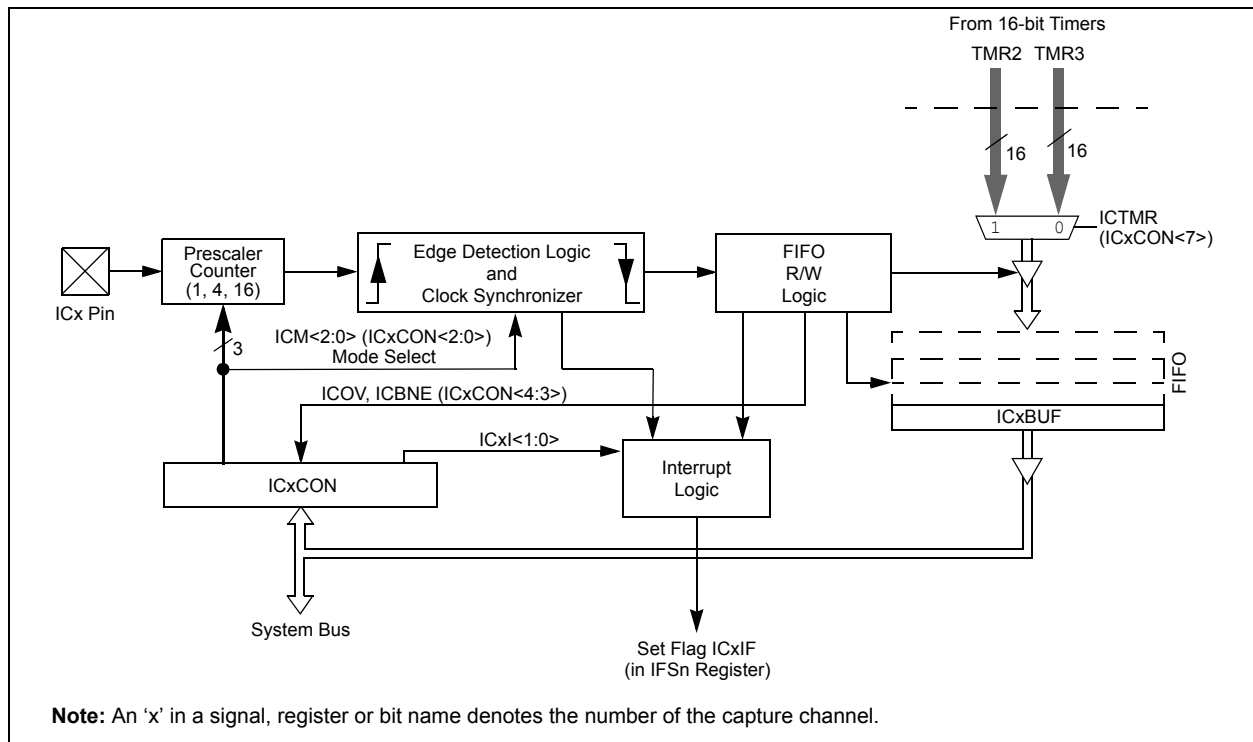 From 16-bit Timers
TMR2 TMR3
16 16
1 0
ICTMR
(ICxCON<7>)
ICx Pin
Prescaler
Counter
(1, 4, 16)
3
Edge Detection Logic
and
Clock Synchronizer
FIFO
R/W
Logic
ICM<2:0> (ICxCON<2:0>)
Mode Select
FIFO
ICOV, ICBNE (ICxCON<4:3>)
ICxBUF
ICxI<1:0>
ICxCON
Interrupt
Logic
System Bus
Set Flag ICxIF
(in IFSn Register)
Note: An ‘x’ in a signal, register or bit name denotes the number of the capture channel.